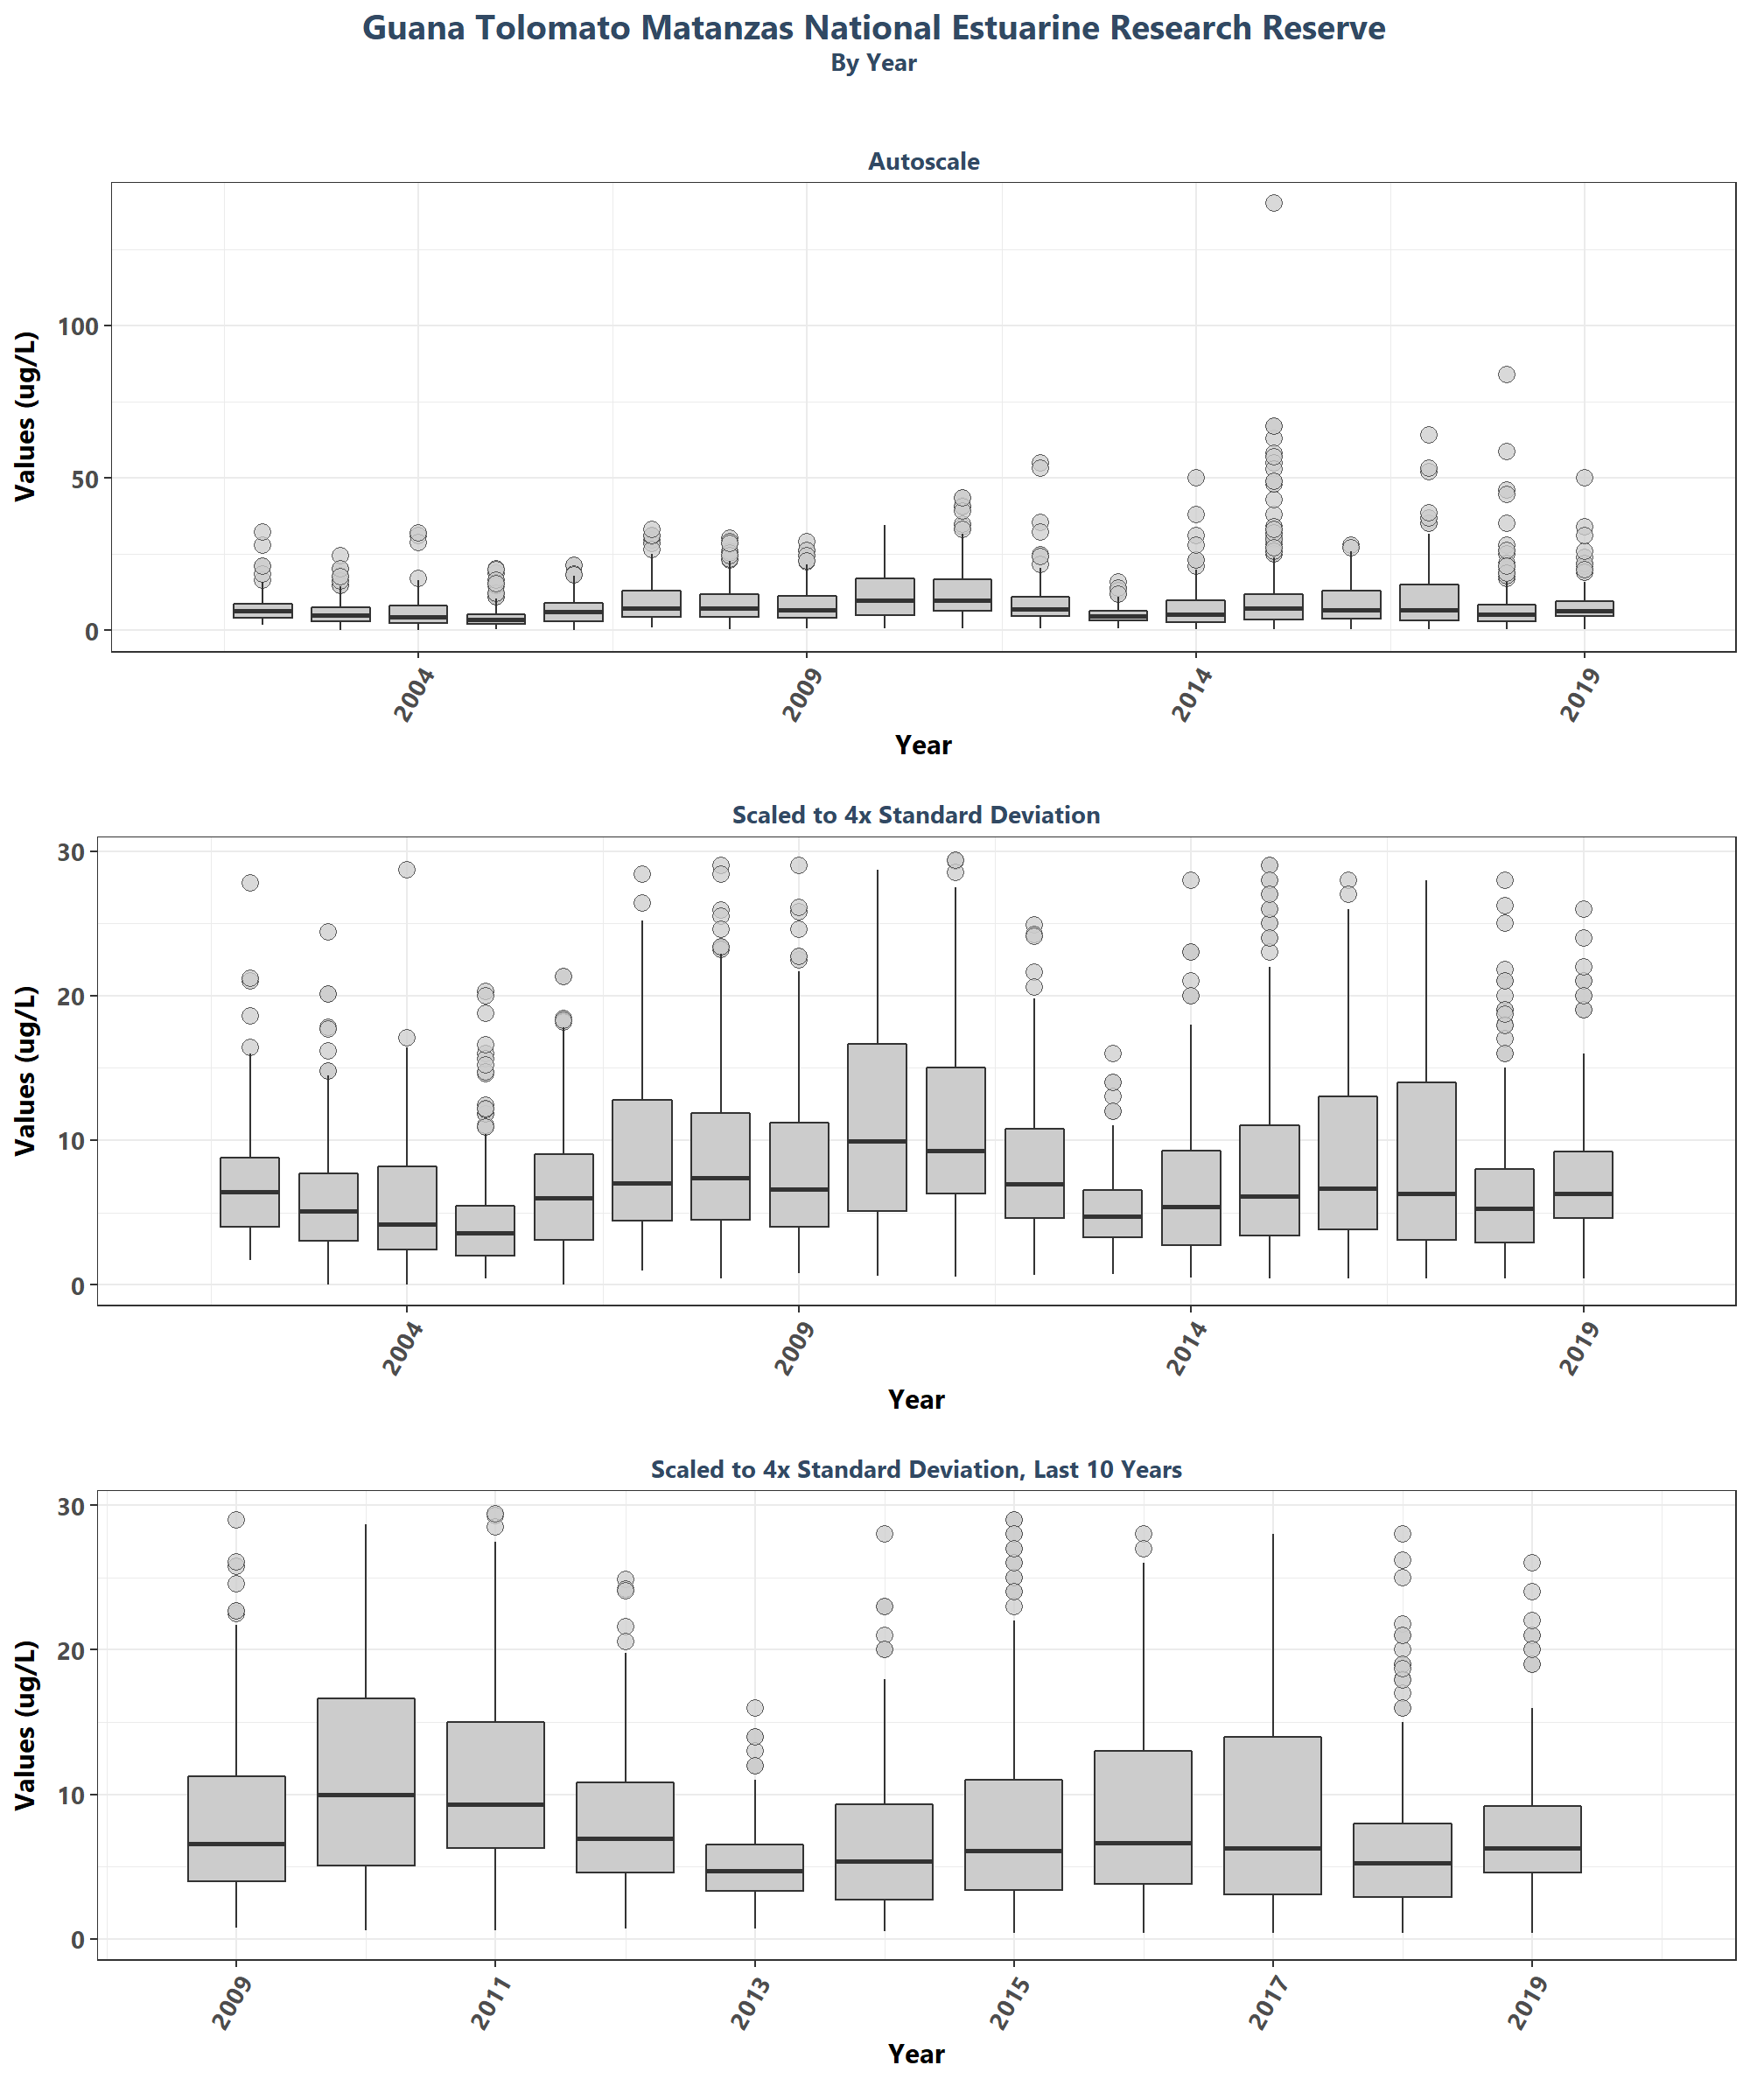 Guana Tolomato Matanzas National Estuarine Research Reserve
By Year
Autoscale
Values (ug/L)
100
50
0
2004 2009 2014 2019
Year
Scaled to 4x Standard Deviation
Values (ug/L)
30
20
10
0
2004 2009 2014 2019
Year
Scaled to 4x Standard Deviation, Last 10 Years
Values (ug/L)
30
20
10
0
2009 2011 2013 2015 2017 2019
Year